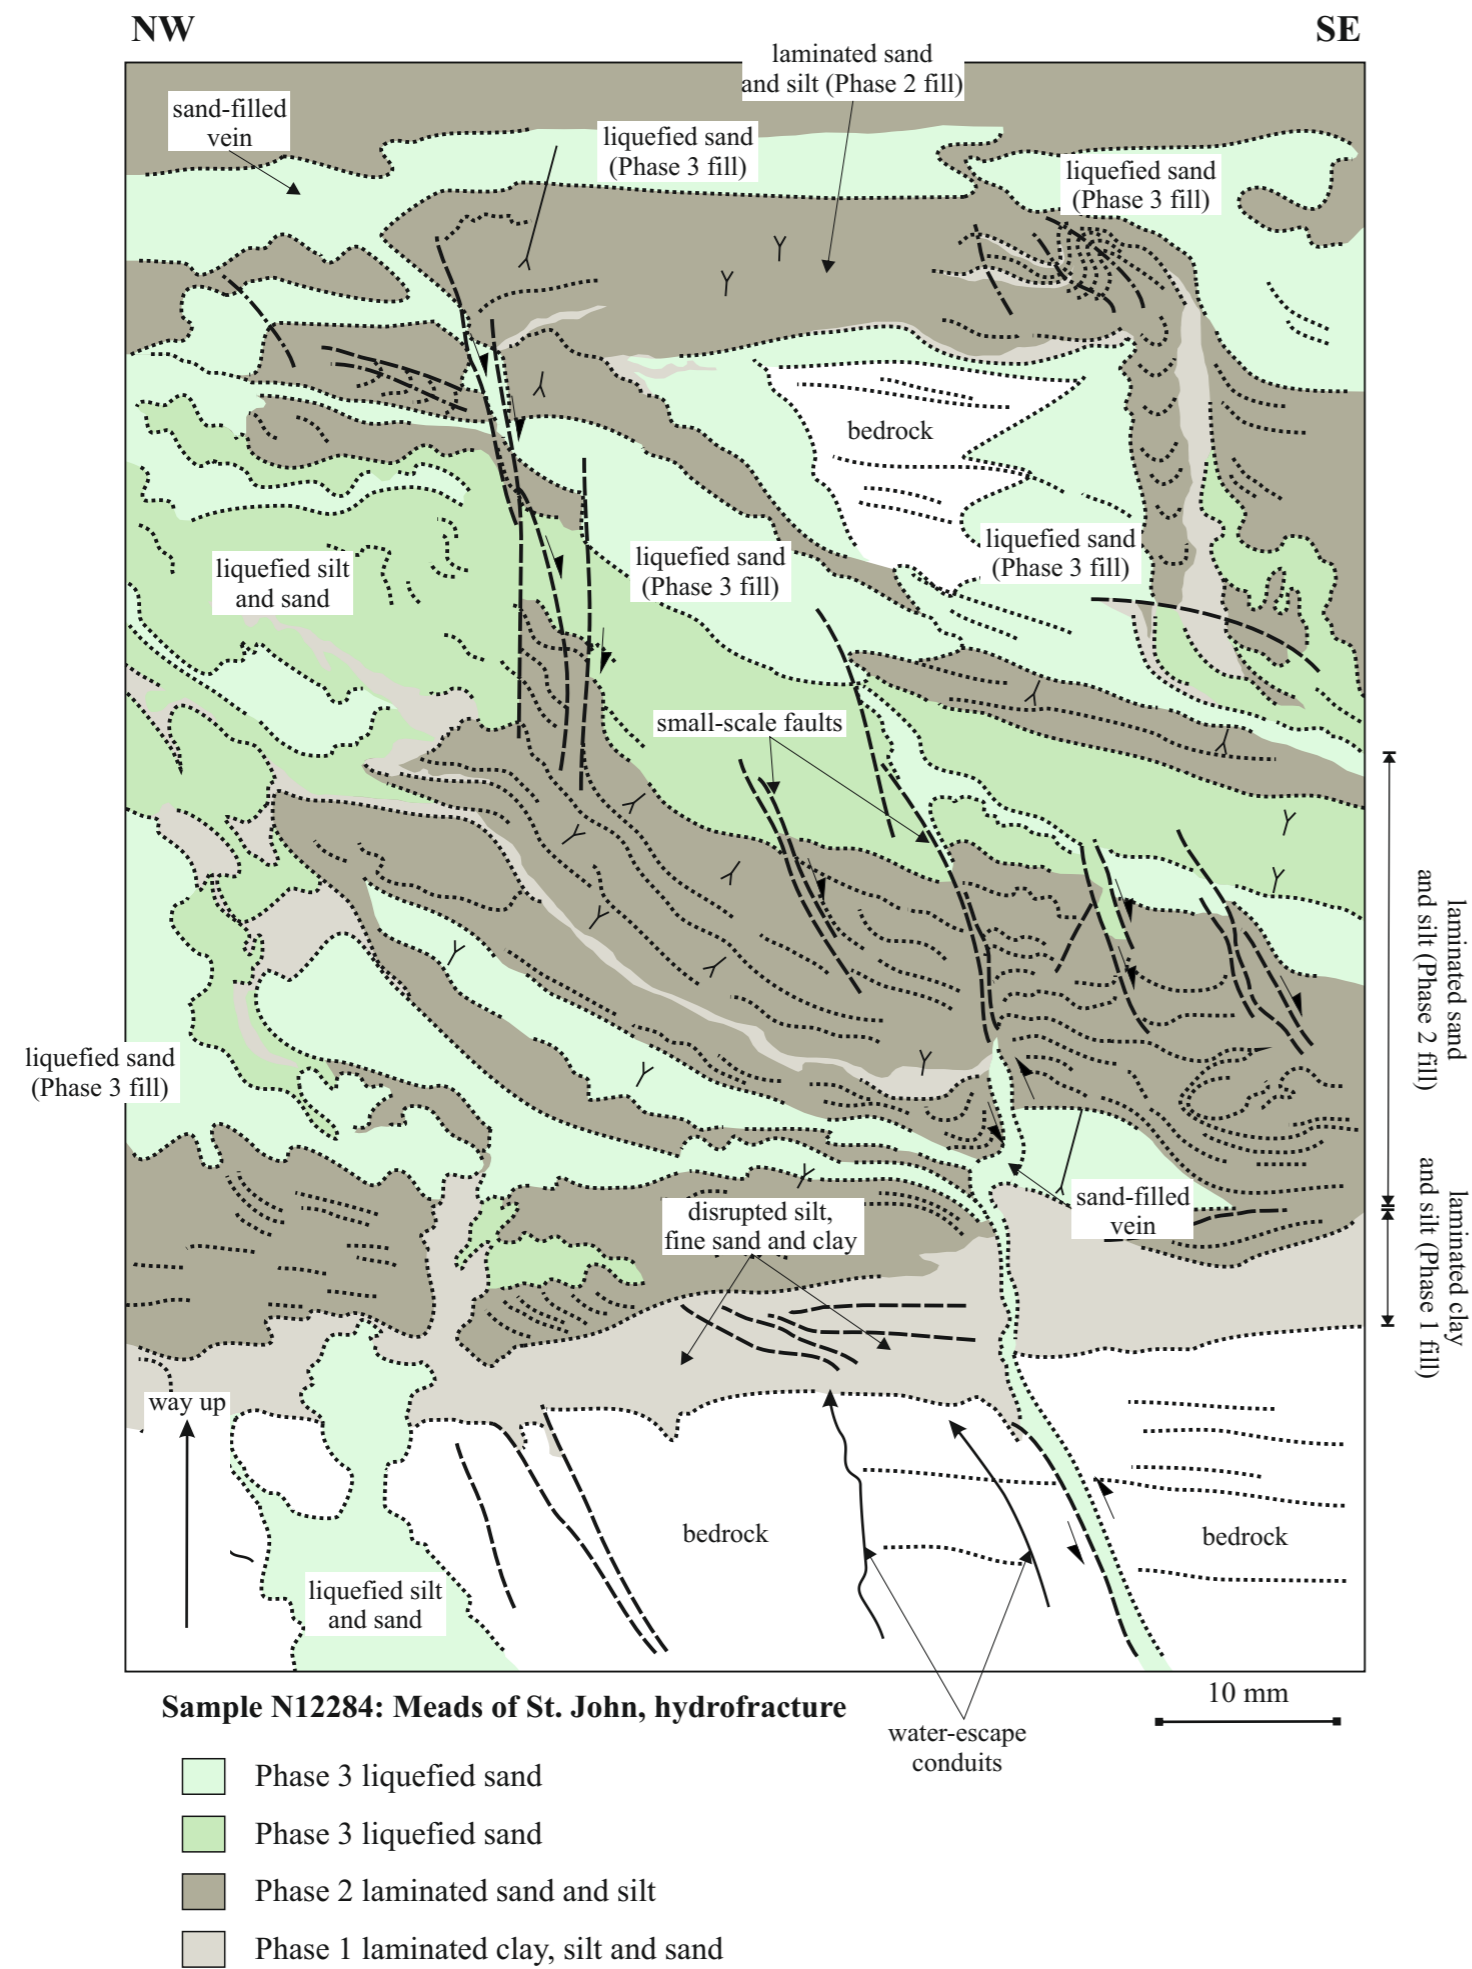 NW
SE
laminated sand
and silt (Phase 2 fill)
sand-filled
vein
liquefied sand
(Phase 3 fill)
liquefied sand
(Phase 3 fill)
bedrock
liquefied sand
(Phase 3 fill)
liquefied sand
(Phase 3 fill)
liquefied silt
and sand
small-scale faults
laminated sand
and silt (Phase 2 fill)
liquefied sand
(Phase 3 fill)
sand-filled
vein
disrupted silt,
fine sand and clay
laminated clay
and silt (Phase 1 fill)
way up
bedrock
bedrock
liquefied silt
and sand
Sample N12284: Meads of St. John, hydrofracture
10 mm
water-escape
conduits
Phase 3 liquefied sand
Phase 3 liquefied sand
Phase 2 laminated sand and silt
Phase 1 laminated clay, silt and sand